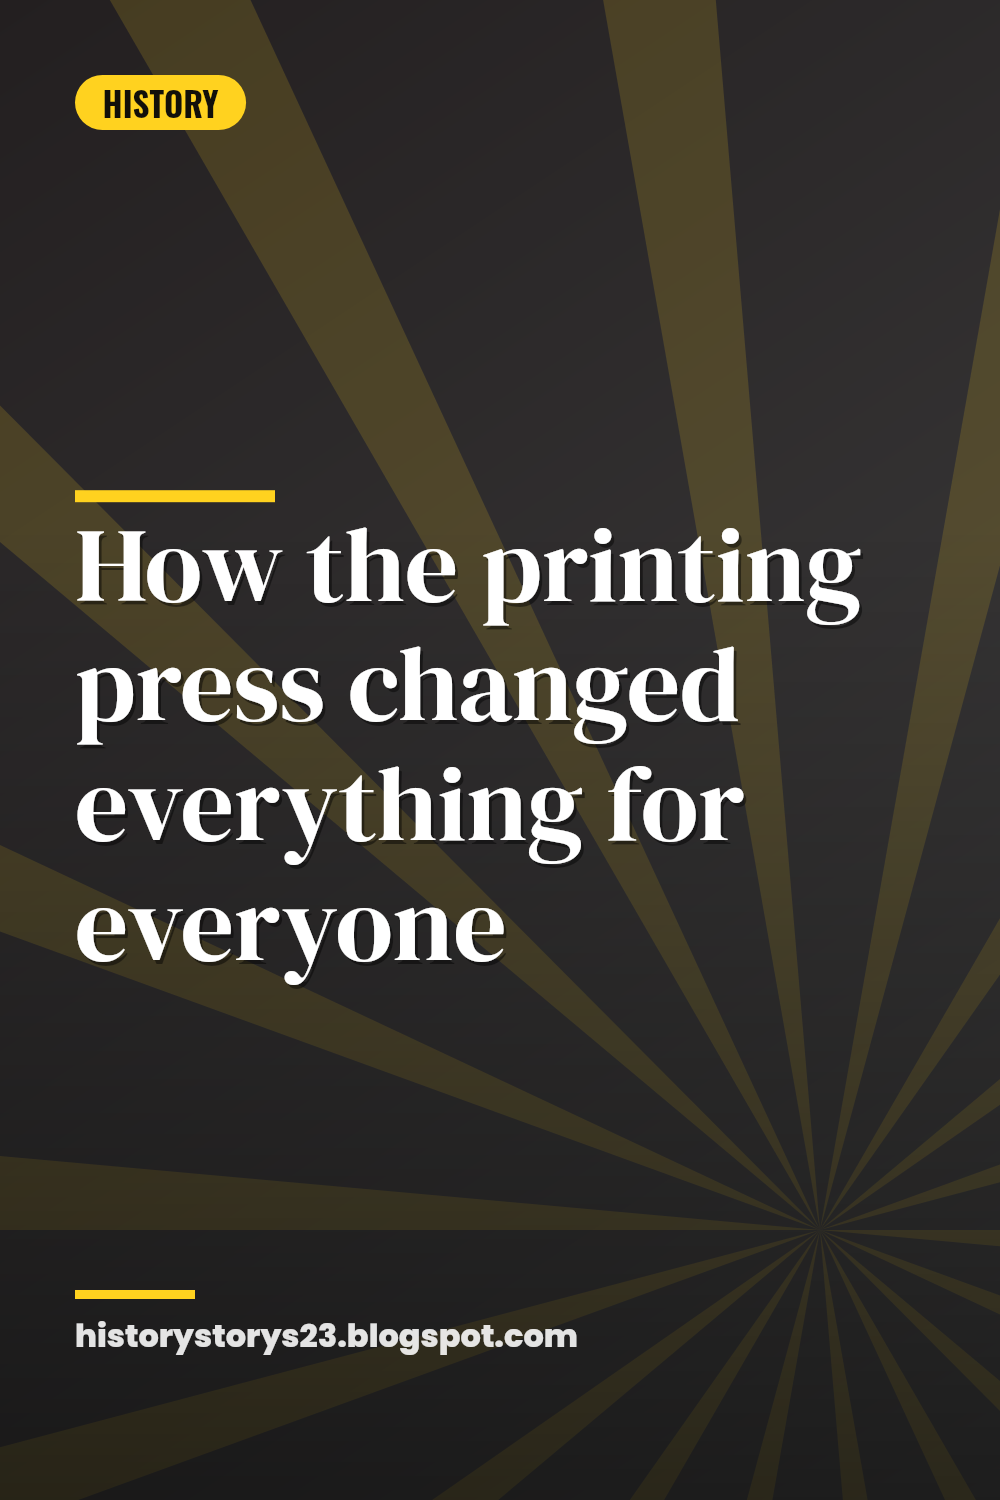 HISTORY
How the printing
press changed
everything for
everyone
historystorys23.blogspot.com